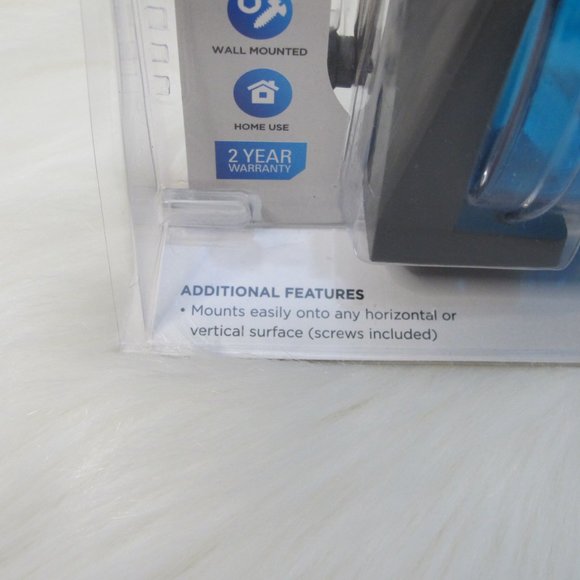 WALL MOUNTED
HOME USE
2 YEAR
WARRANTY
ADDITIONAL FEATURES
• Mounts easily onto any horizontal or
vertical surface (screws included)